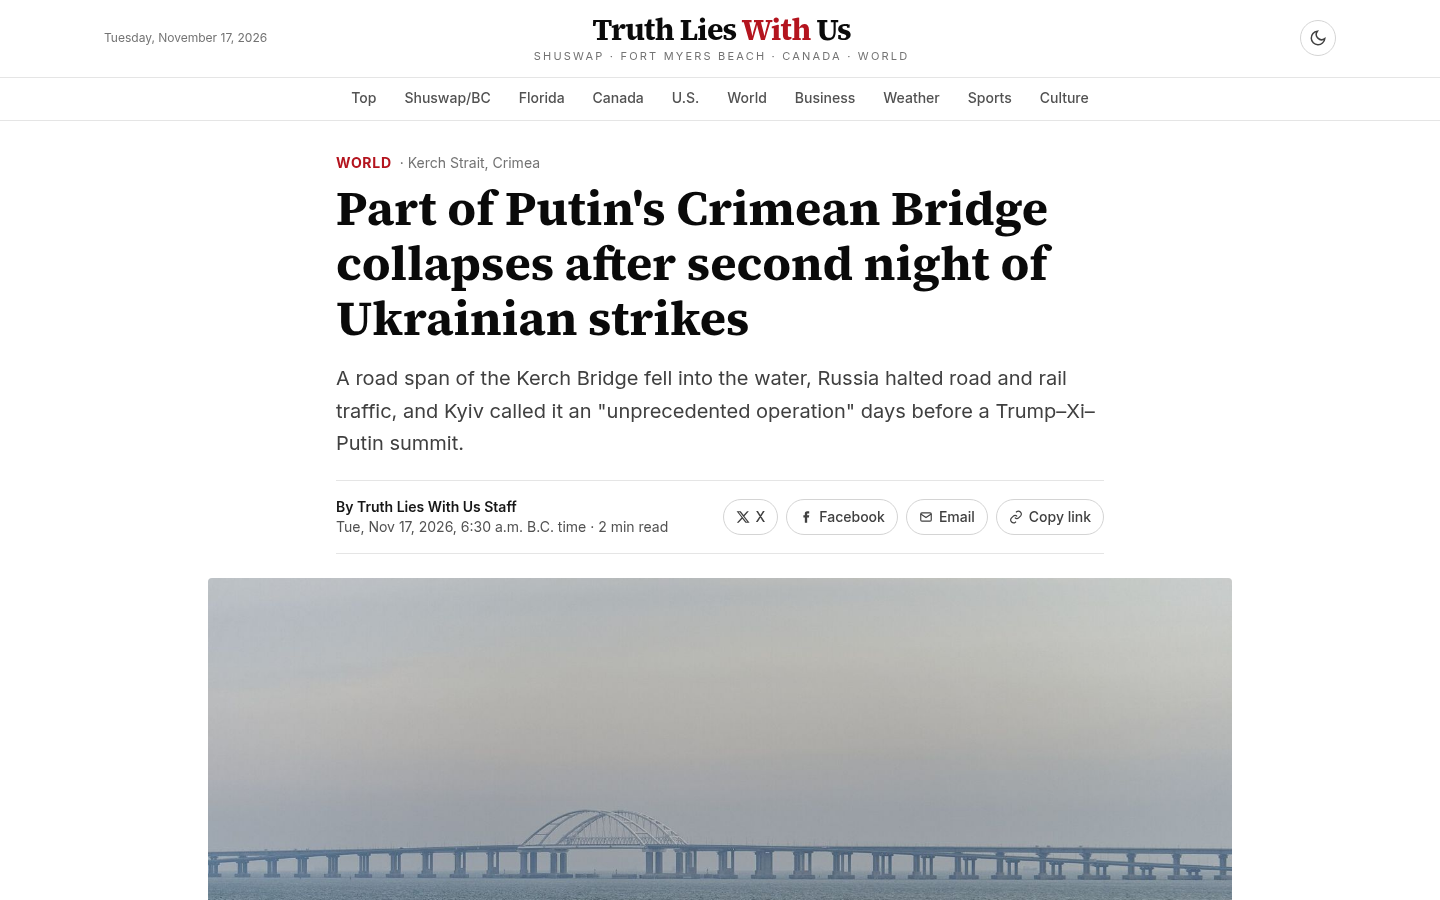 Tuesday, November 17, 2026
Truth Lies With Us
SHUSWAP · FORT MYERS BEACH · CANADA · WORLD
Top Shuswap/BC Florida Canada U.S. World Business Weather Sports Culture
WORLD · Kerch Strait, Crimea
Part of Putin's Crimean Bridge
collapses after second night of
Ukrainian strikes
A road span of the Kerch Bridge fell into the water, Russia halted road and rail
traffic, and Kyiv called it an "unprecedented operation" days before a Trump–Xi–
Putin summit.
By Truth Lies With Us Staff
Tue, Nov 17, 2026, 6:30 a.m. B.C. time · 2 min read
X Facebook Email Copy link